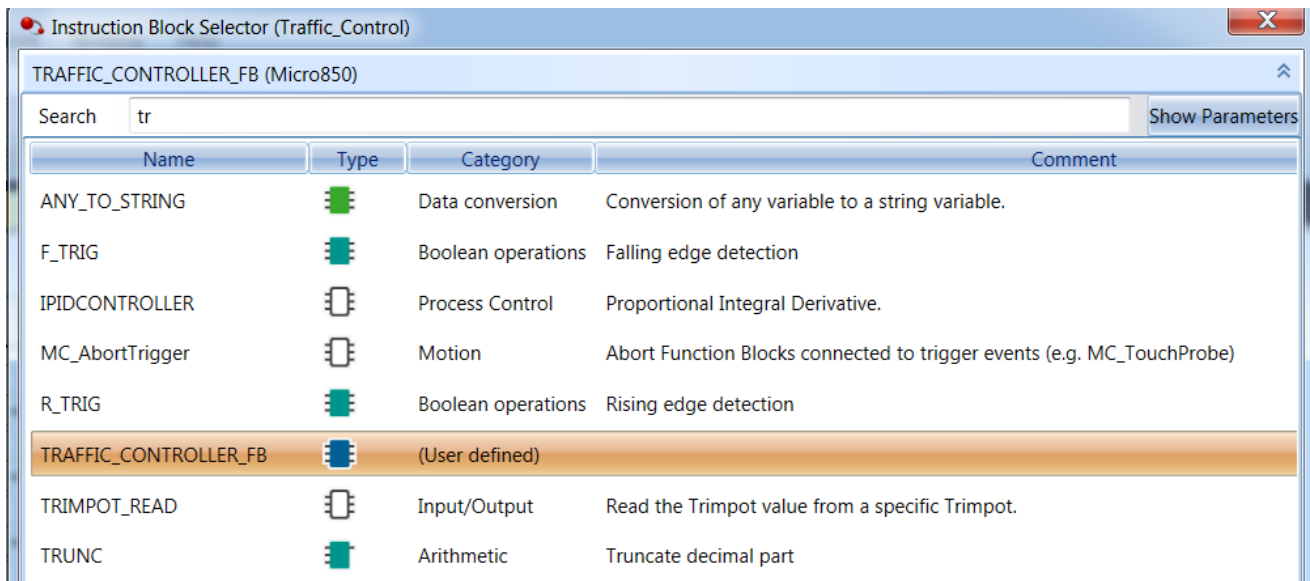 Instruction Block Selector (Traffic_Control)
TRAFFIC_CONTROLLER_FB (Micro850)
Search tr Show Parameters
Name Type Category Comment
ANY_TO_STRING Data conversion Conversion of any variable to a string variable.
F_TRIG Boolean operations Falling edge detection
IPIDCONTROLLER Process Control Proportional Integral Derivative.
MC_AbortTrigger Motion Abort Function Blocks connected to trigger events (e.g. MC_TouchProbe)
R_TRIG Boolean operations Rising edge detection
TRAFFIC_CONTROLLER_FB (User defined)
TRIMPOT_READ Input/Output Read the Trimpot value from a specific Trimpot.
TRUNC Arithmetic Truncate decimal part